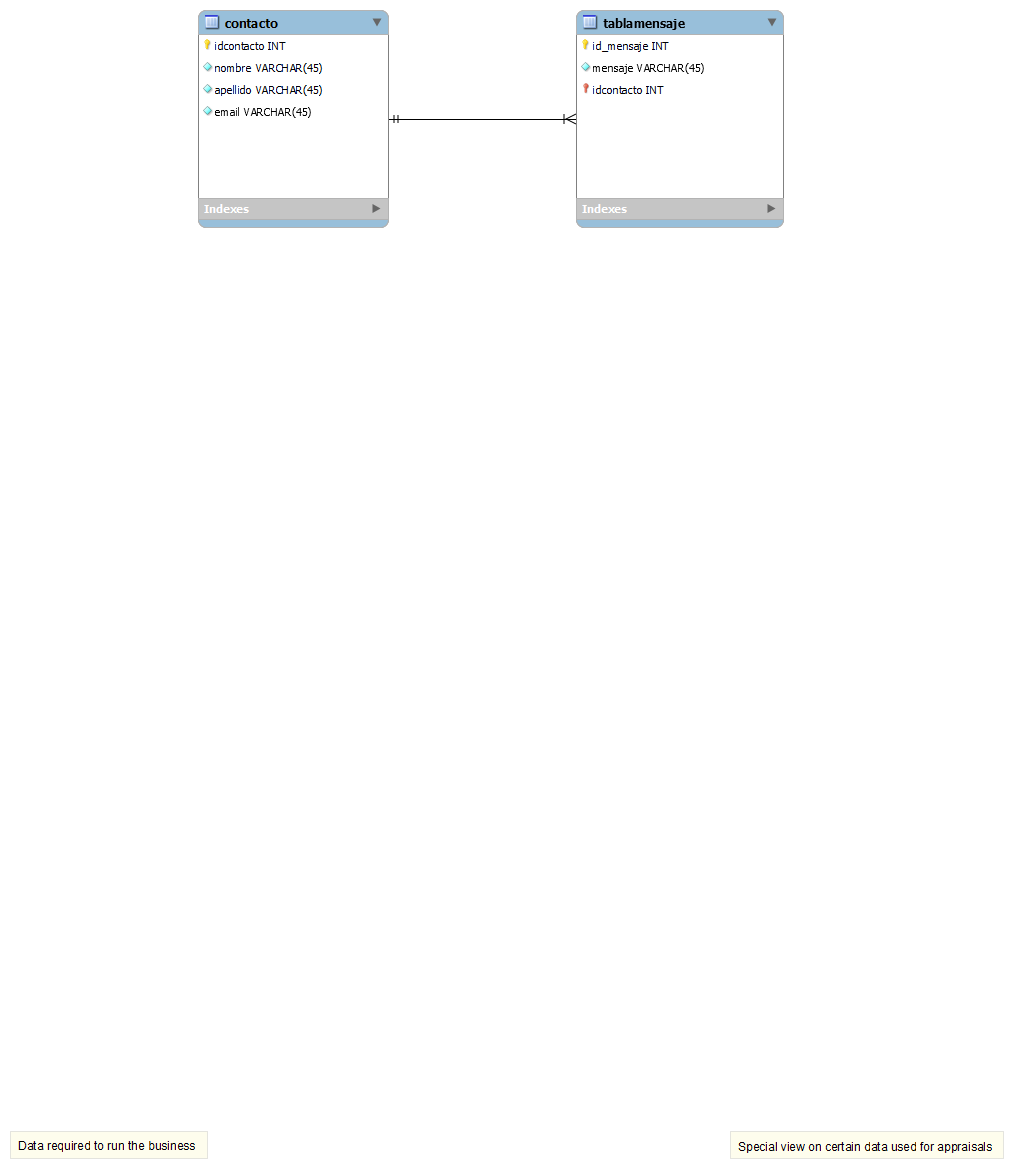 contacto
idcontacto INT
nombre VARCHAR(45)
apellido VARCHAR(45)
email VARCHAR(45)
Indexes
tablamensaje
id_mensaje INT
mensaje VARCHAR(45)
idcontacto INT
Indexes
Data required to run the business
Special view on certain data used for appraisals